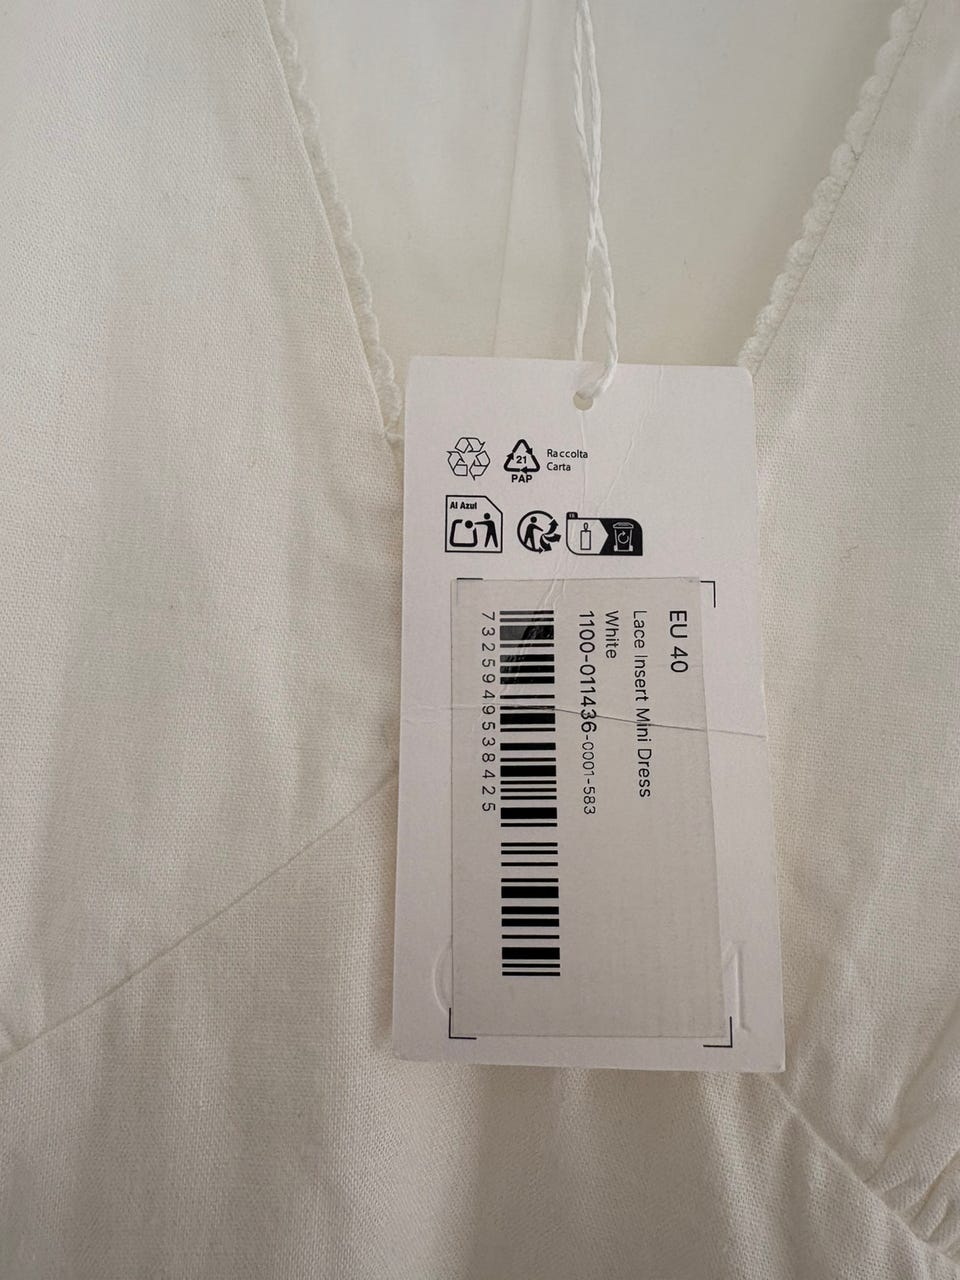 21
PAP
Raccolta
Carta
Al Azul
EU 40
Lace Insert Mini Dress
White
1100-011436-0001-583
7325949538425